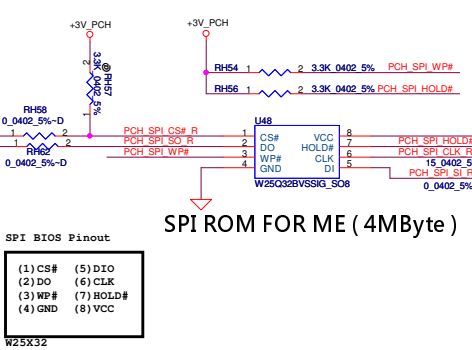 +3V_PCH
+3V_PCH
2
3.3K_0402_5%
@RH57
1
RH54 1 2 3.3K_0402_5% PCH_SPI_WP#
RH56 1 2 3.3K_0402_5% PCH_SPI_HOLD#
RH58
0_0402_5%~D
1 2
1 2
RH62
0_0402_5%~D
PCH_SPI_CS#_R
PCH_SPI_SO_R
PCH_SPI_WP#
U48
1 CS# VCC 8
2 DO HOLD# 7 PCH_SPI_HOLD#
3 WP# CLK 6 PCH_SPI_CLK_R
4 GND DI 5 15_0402_5%
PCH_SPI_SI_R
W25Q32BVSSIG_SO8 0_0402_5%
SPI ROM FOR ME ( 4MByte )
SPI BIOS Pinout
(1)CS# (5)DIO
(2)DO (6)CLK
(3)WP# (7)HOLD#
(4)GND (8)VCC
W25X32